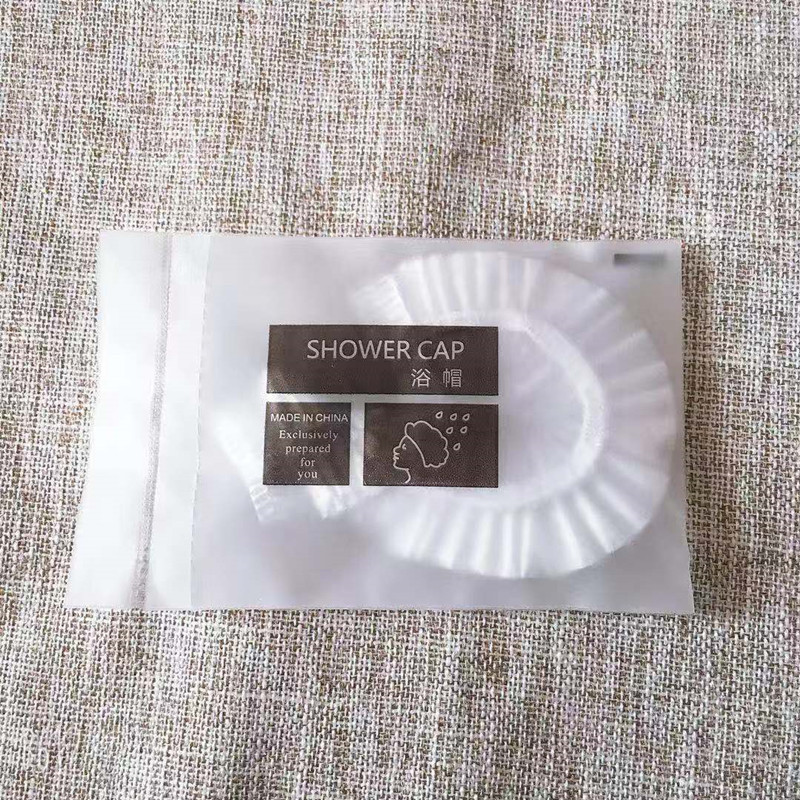 SHOWER CAP
浴帽
MADE IN CHINA
Exclusively
prepared
for
you